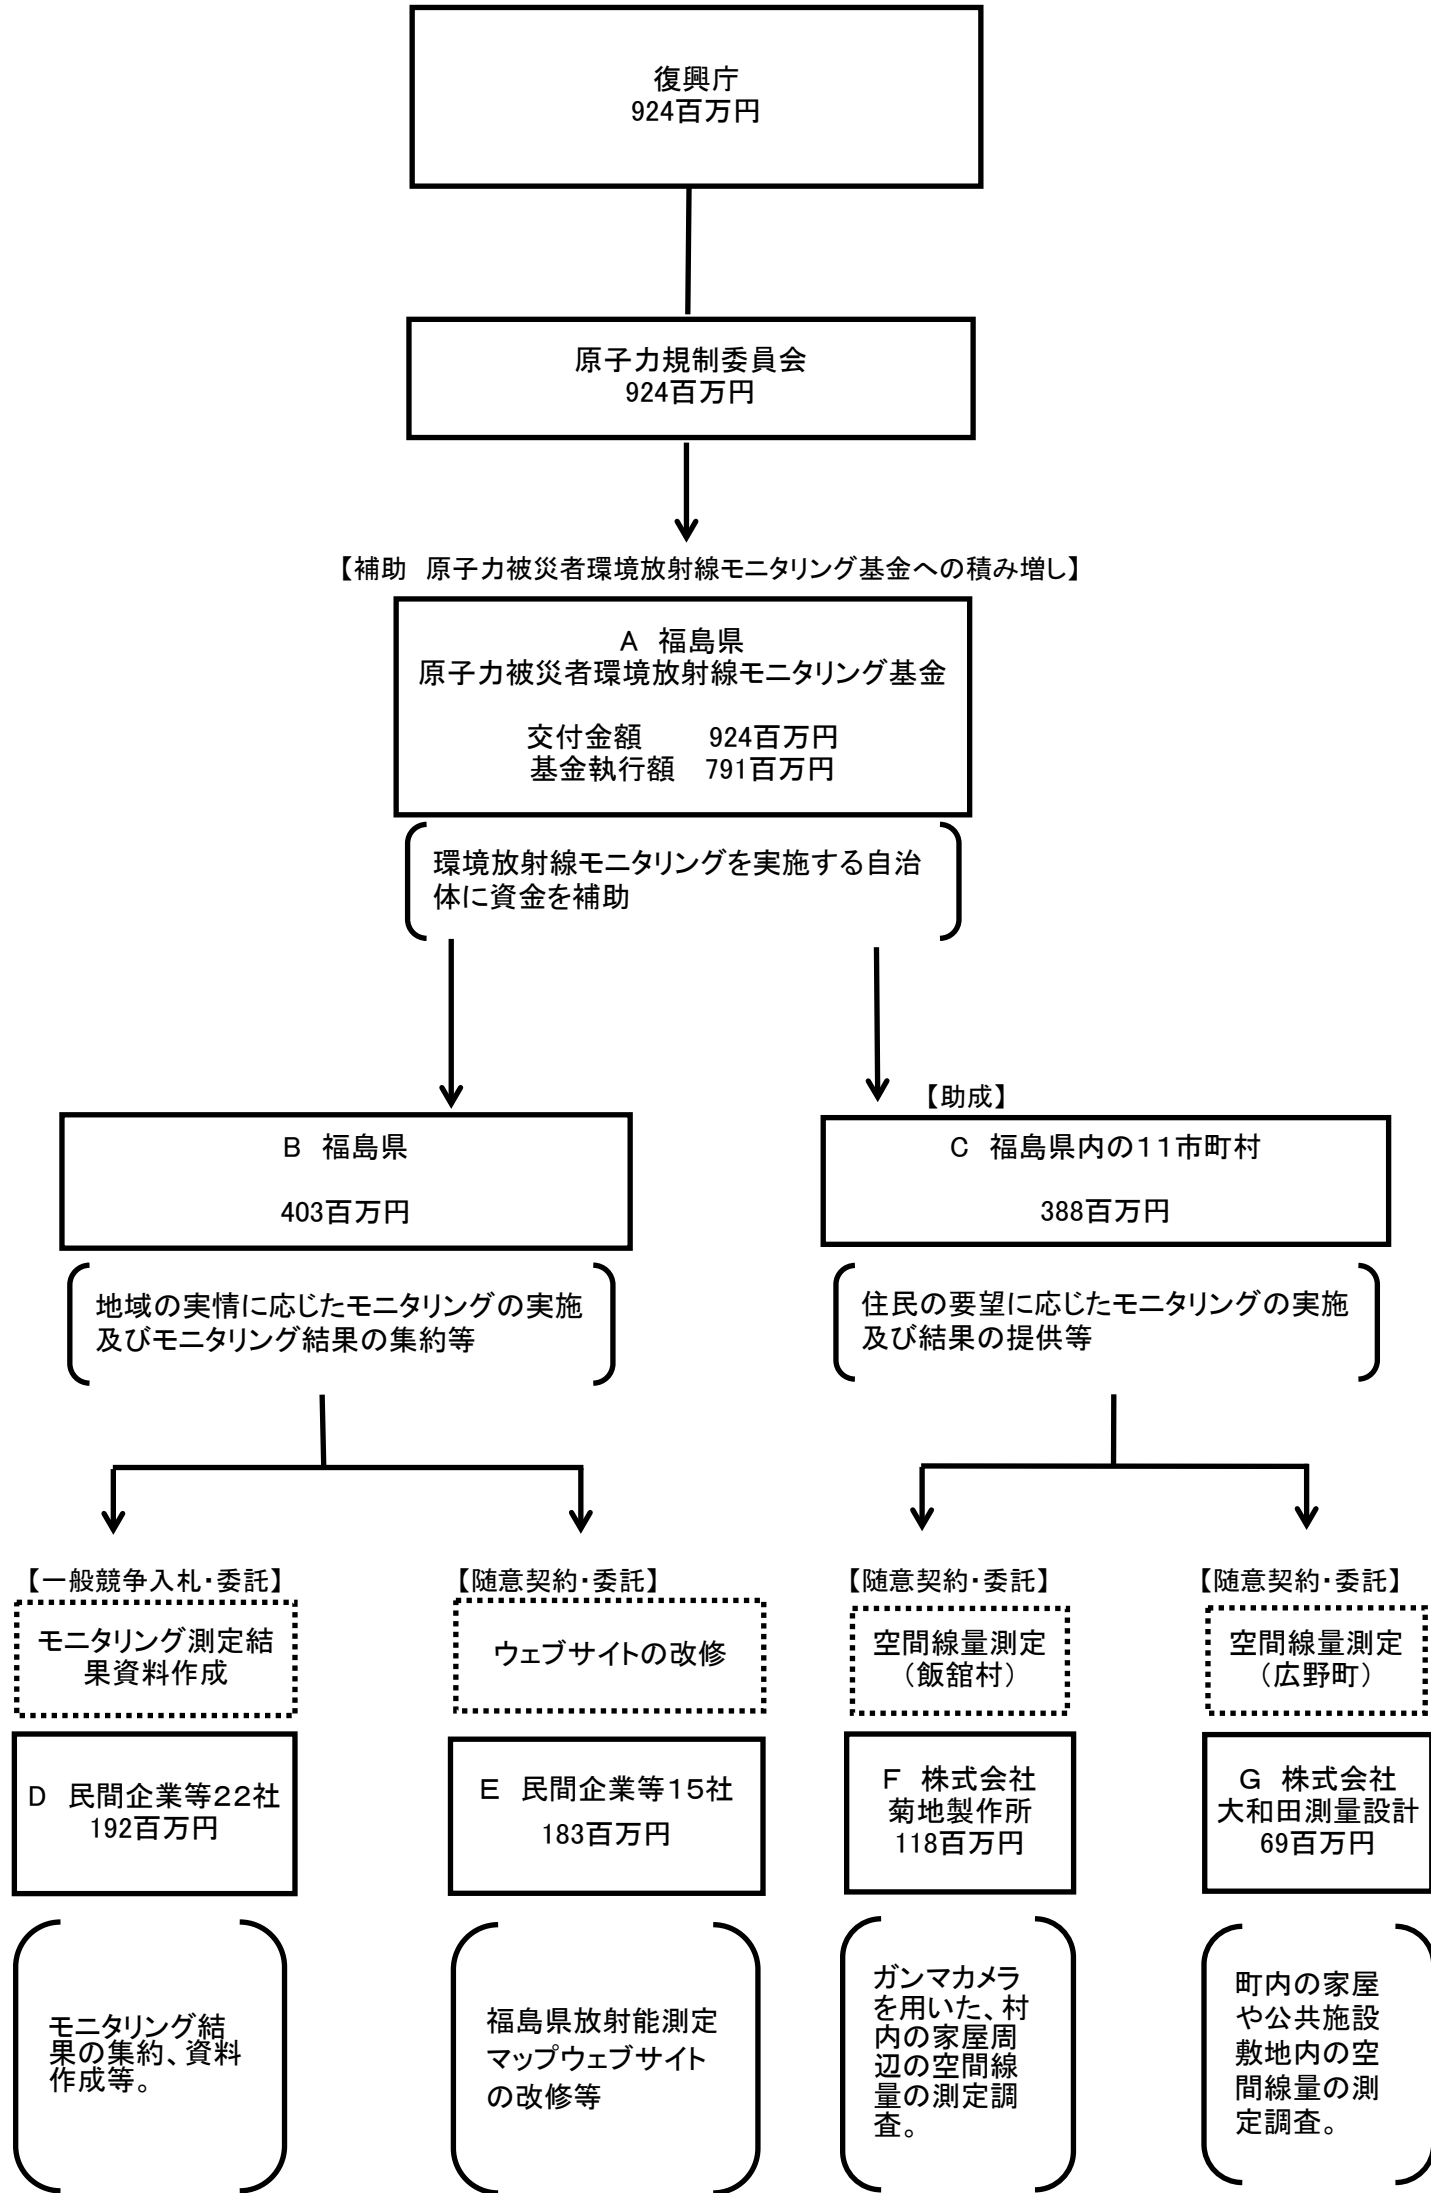 復興庁
924百万円
原子力規制委員会
924百万円
【補助　原子力被災者環境放射線モニタリング基金への積み増し】
A　福島県
原子力被災者環境放射線モニタリング基金
交付金額　　924百万円
基金執行額　791百万円
環境放射線モニタリングを実施する自治
体に資金を補助
B　福島県
403百万円
地域の実情に応じたモニタリングの実施
及びモニタリング結果の集約等
【助成】
C　福島県内の11市町村
388百万円
住民の要望に応じたモニタリングの実施
及び結果の提供等
【一般競争入札・委託】
モニタリング測定結
果資料作成
D　民間企業等22社
192百万円
モニタリング結
果の集約、資料
作成等。
【随意契約・委託】
ウェブサイトの改修
E　民間企業等15社
183百万円
福島県放射能測定
マップウェブサイト
の改修等
【随意契約・委託】
空間線量測定
（飯舘村）
F　株式会社
菊地製作所
118百万円
ガンマカメラ
を用いた、村
内の家屋周
辺の空間線
量の測定調
査。
【随意契約・委託】
空間線量測定
（広野町）
G　株式会社
大和田測量設計
69百万円
町内の家屋
や公共施設
敷地内の空
間線量の測
定調査。